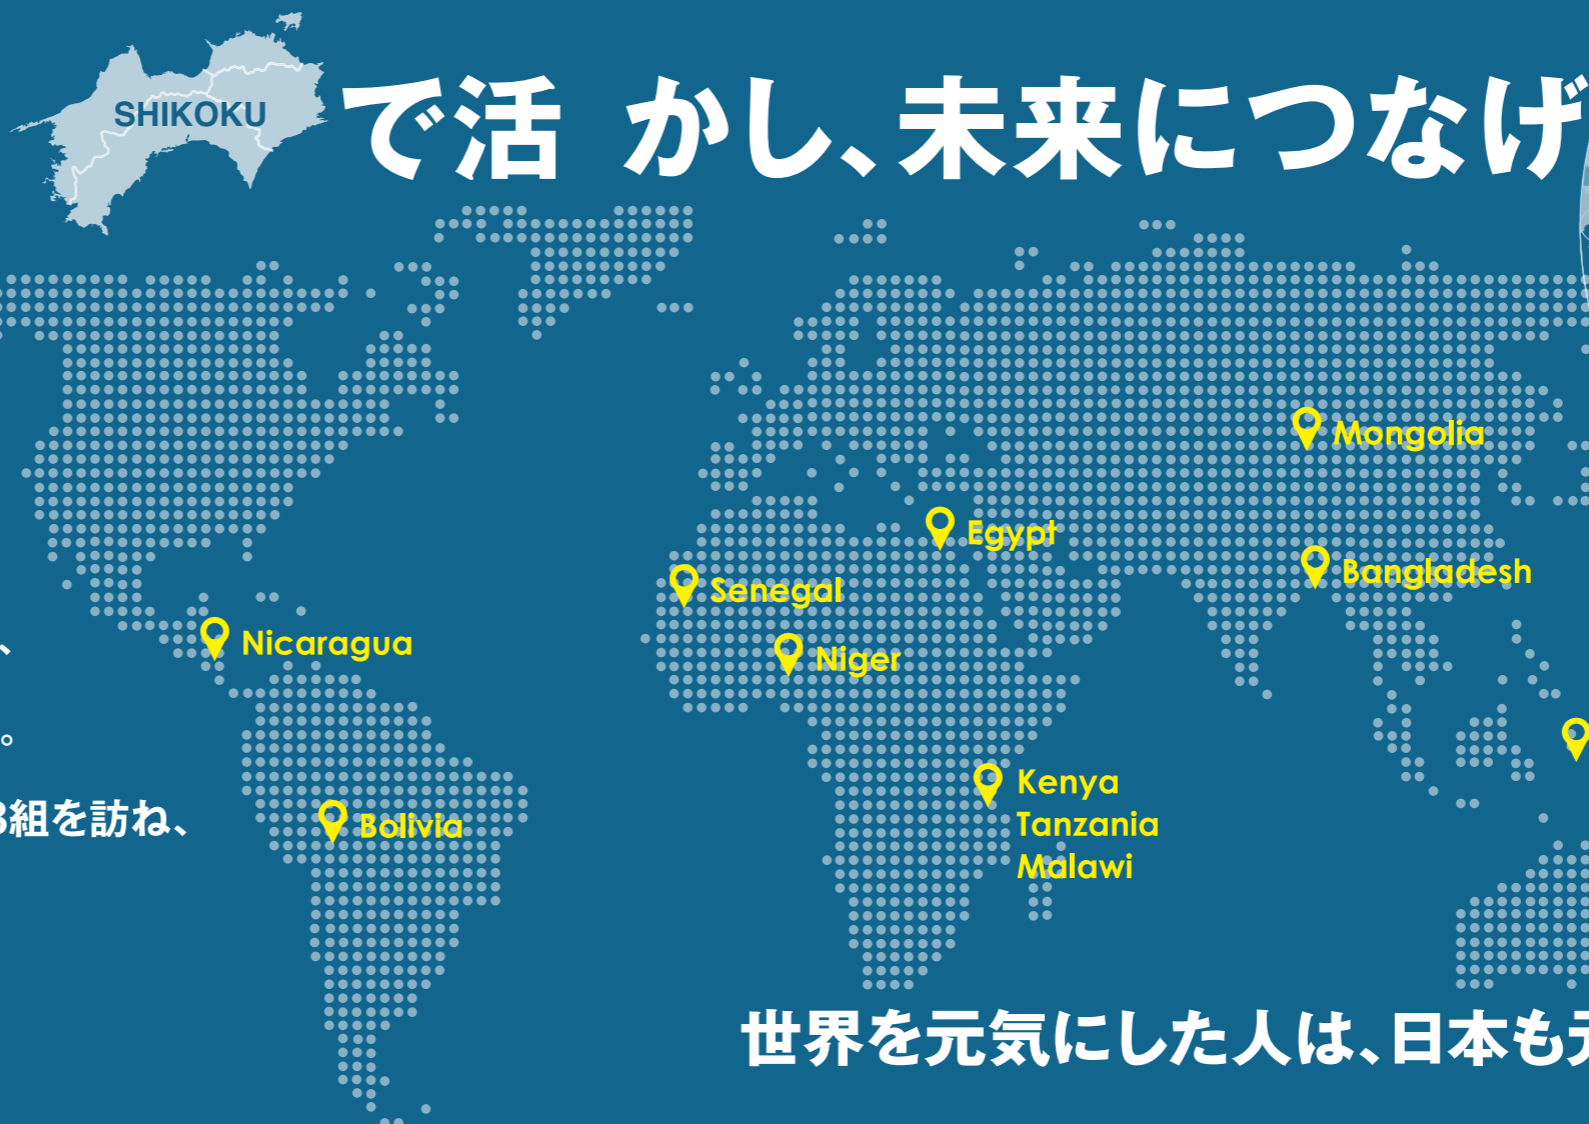 SHIKOKU で活 かし、未来につなげ
Mongolia
Egypt
Bangladesh
Senegal
Nicaragua
、
Niger
。
Kenya
Tanzania
Malawi
組を訪ね、
Bolivia
世界を元気にした人は、日本も元